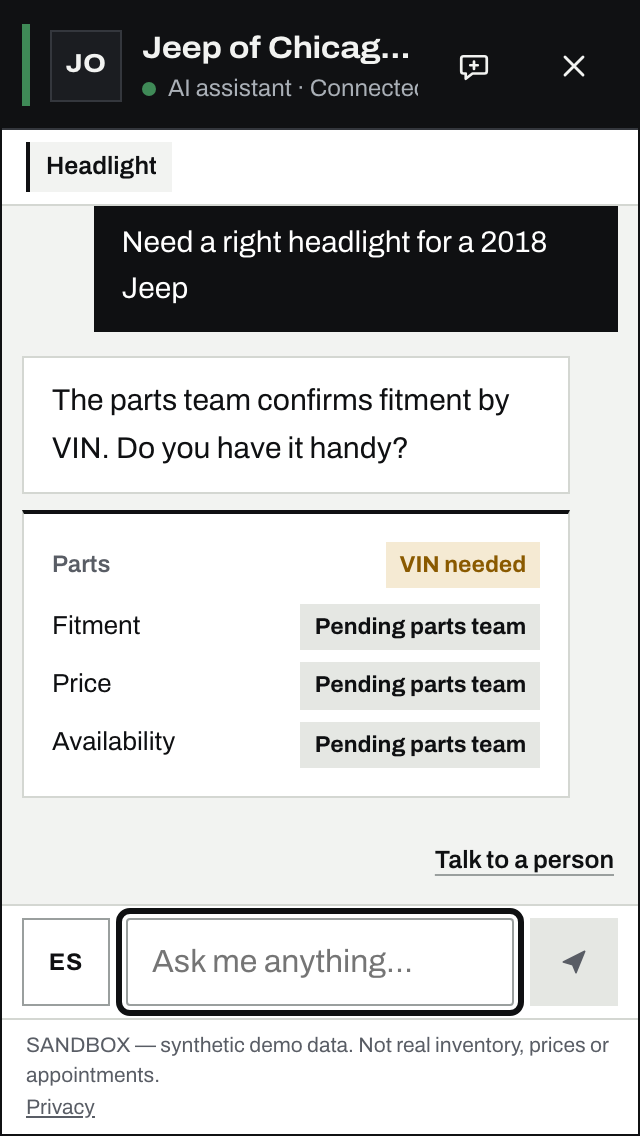 JO
Jeep of Chicag...
AI assistant · Connected
Headlight
Need a right headlight for a 2018
Jeep
The parts team confirms fitment by
VIN. Do you have it handy?
Parts
VIN needed
Fitment
Pending parts team
Price
Pending parts team
Availability
Pending parts team
Talk to a person
ES
Ask me anything...
SANDBOX — synthetic demo data. Not real inventory, prices or
appointments.
Privacy